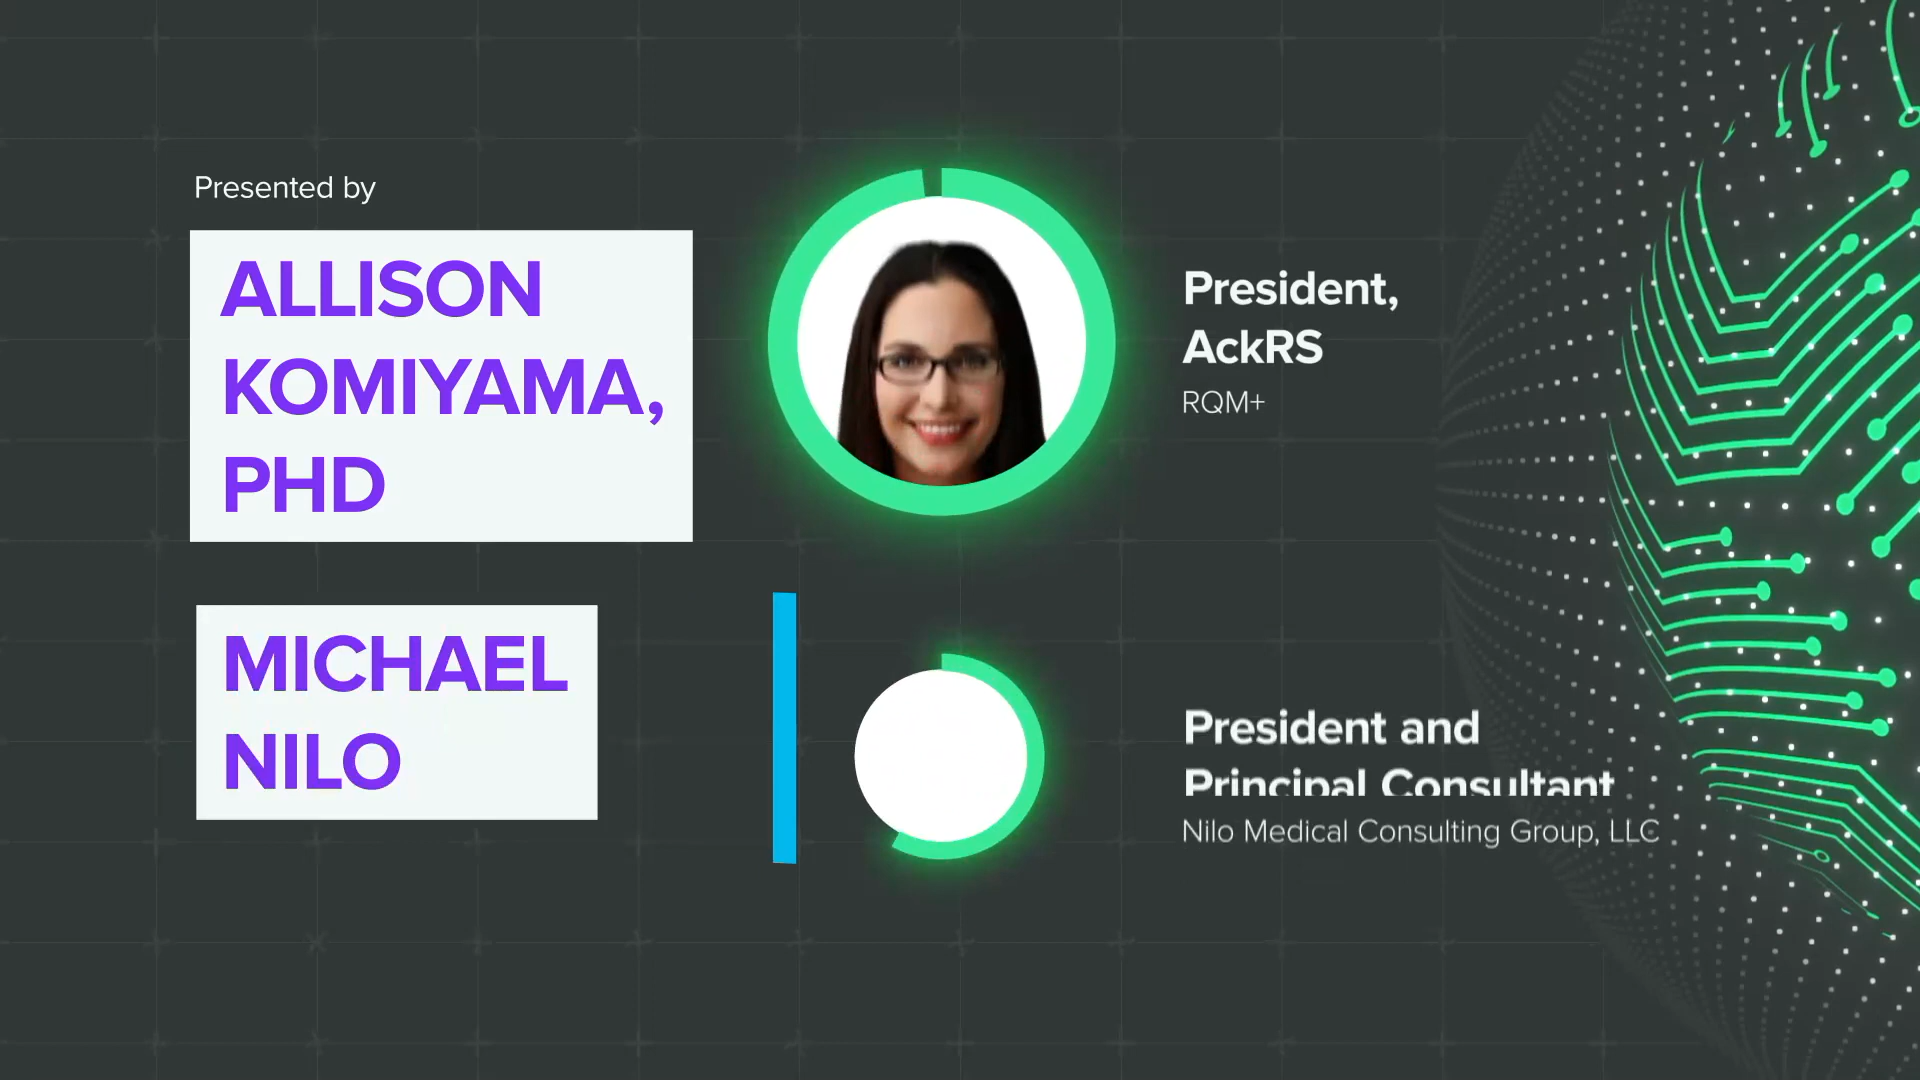 Presented by
ALLISON
KOMIYAMA,
PHD
President,
AckRS
RQM+
MICHAEL
NILO
President and
Principal Consultant
Nilo Medical Consulting Group, LLC